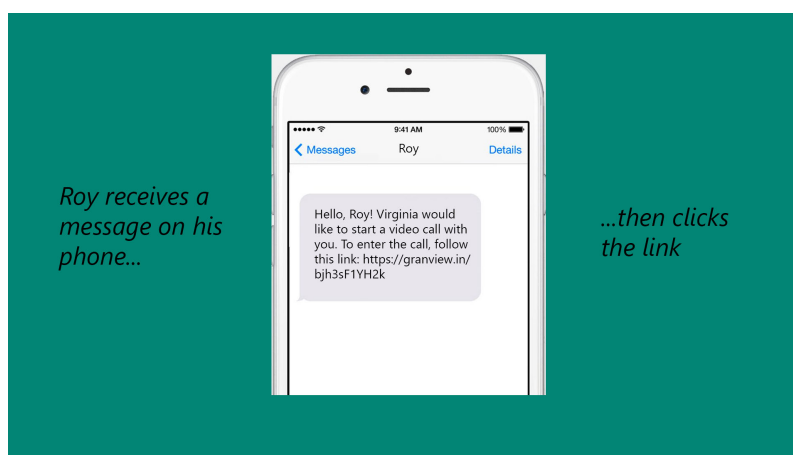 Roy receives a
message on his
phone...
9:41 AM
100%
Messages
Roy
Details
Hello, Roy! Virginia would
like to start a video call with
you. To enter the call, follow
this link: https://granview.in/
bjh3sF1YH2k
...then clicks
the link